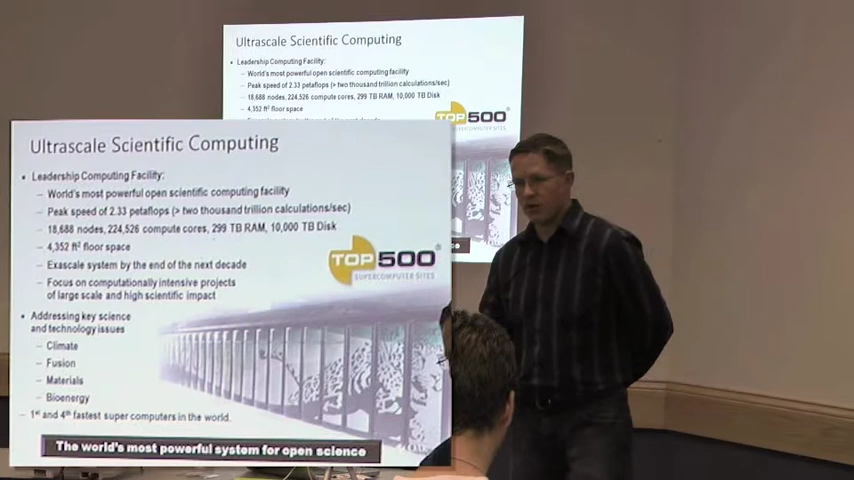 Ultrascale Scientific Computing
• Leadership Computing Facility:
– World's most powerful open scientific computing facility
– Peak speed of 2.33 petaflops (> two thousand trillion calculations/sec)
– 18,688 nodes, 224,526 compute cores, 299 TB RAM, 10,000 TB Disk
– 4,352 ft² floor space
TOP500®
Ultrascale Scientific Computing
• Leadership Computing Facility:
– World's most powerful open scientific computing facility
– Peak speed of 2.33 petaflops (> two thousand trillion calculations/sec)
– 18,688 nodes, 224,526 compute cores, 299 TB RAM, 10,000 TB Disk
– 4,352 ft² floor space
– Exascale system by the end of the next decade
– Focus on computationally intensive projects
of large scale and high scientific impact
TOP500®
SUPERCOMPUTER SITES
• Addressing key science
and technology issues
– Climate
– Fusion
– Materials
– Bioenergy
– 1st and 4th fastest super computers in the world.
The world's most powerful system for open science